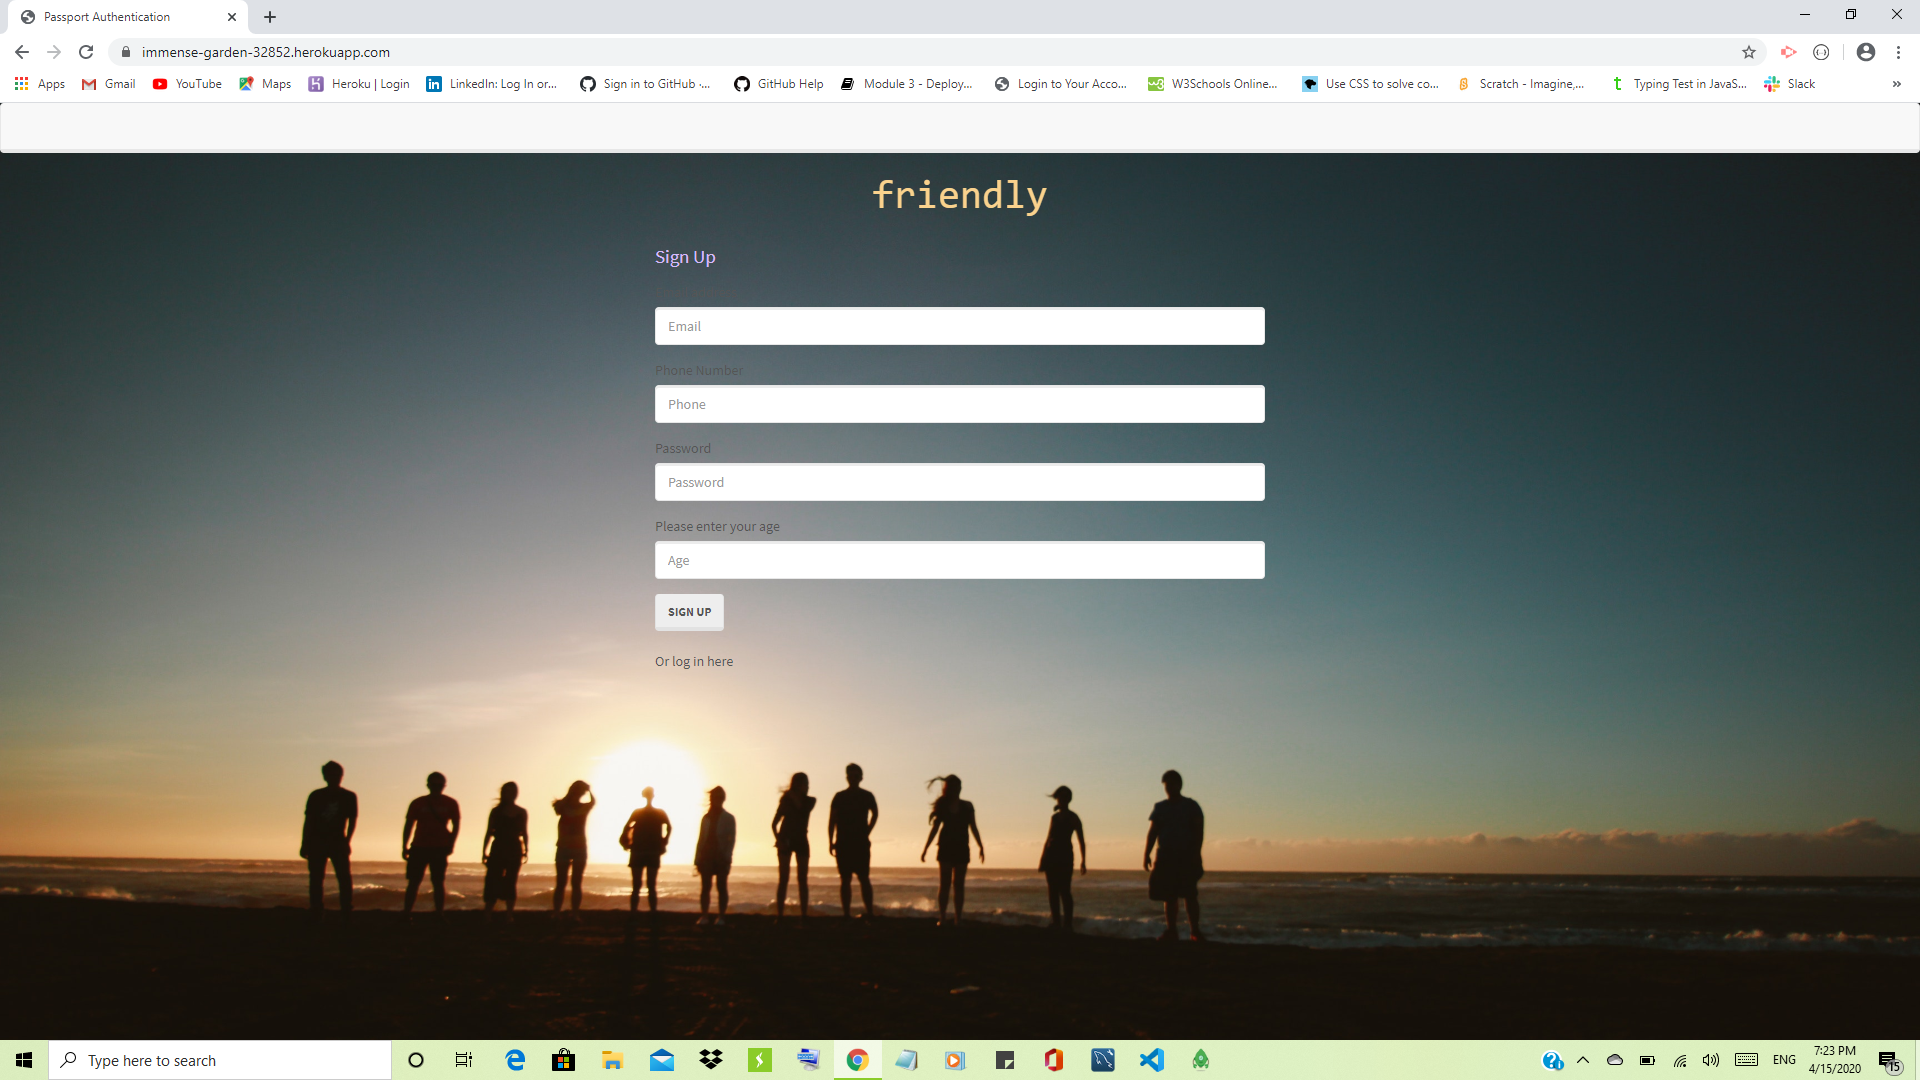 Passport Authentication
immense-garden-32852.herokuapp.com
Apps Gmail YouTube Maps Heroku | Login LinkedIn: Log In or... Sign in to GitHub ·... GitHub Help Module 3 - Deploy... Login to Your Acco... W3Schools Online... Use CSS to solve co... Scratch - Imagine,... Typing Test in JavaS... Slack »
friendly
Sign Up
Email
Phone Number
Phone
Password
Password
Please enter your age
Age
SIGN UP
Or log in here
Type here to search
ENG
7:23 PM
4/15/2020
15